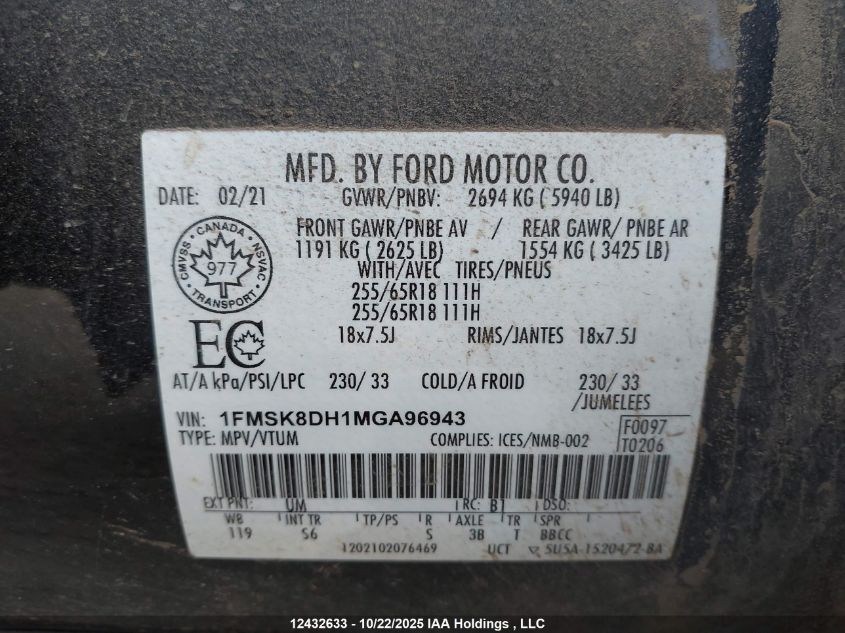 MFD. BY FORD MOTOR CO.
DATE: 02/21 GVWR/PNBV: 2694 KG ( 5940 LB)
FRONT GAWR/PNBE AV / REAR GAWR/ PNBE AR
1191 KG ( 2625 LB) 1554 KG ( 3425 LB)
WITH/AVEC TIRES/PNEUS
255/65R18 111H
255/65R18 111H
18x7.5J RIMS/JANTES 18x7.5J
CMVSS • CANADA • NSVAC
977
• TRANSPORT •
EC
AT/A kPa/PSI/LPC 230/ 33 COLD/A FROID 230/ 33
/JUMELEES
VIN: 1FMSK8DH1MGA96943
F0097
TYPE: MPV/VTUM COMPLIES: ICES/NMB-002
T0206
EXT PNT: UM RC: B1 DSO:
WB INT TR TP/PS R AXLE TR SPR
119 S6 S 3B T BBCC
1202102076469 UCT 5U5A-1520472-BA
12432633 - 10/22/2025 IAA Holdings , LLC